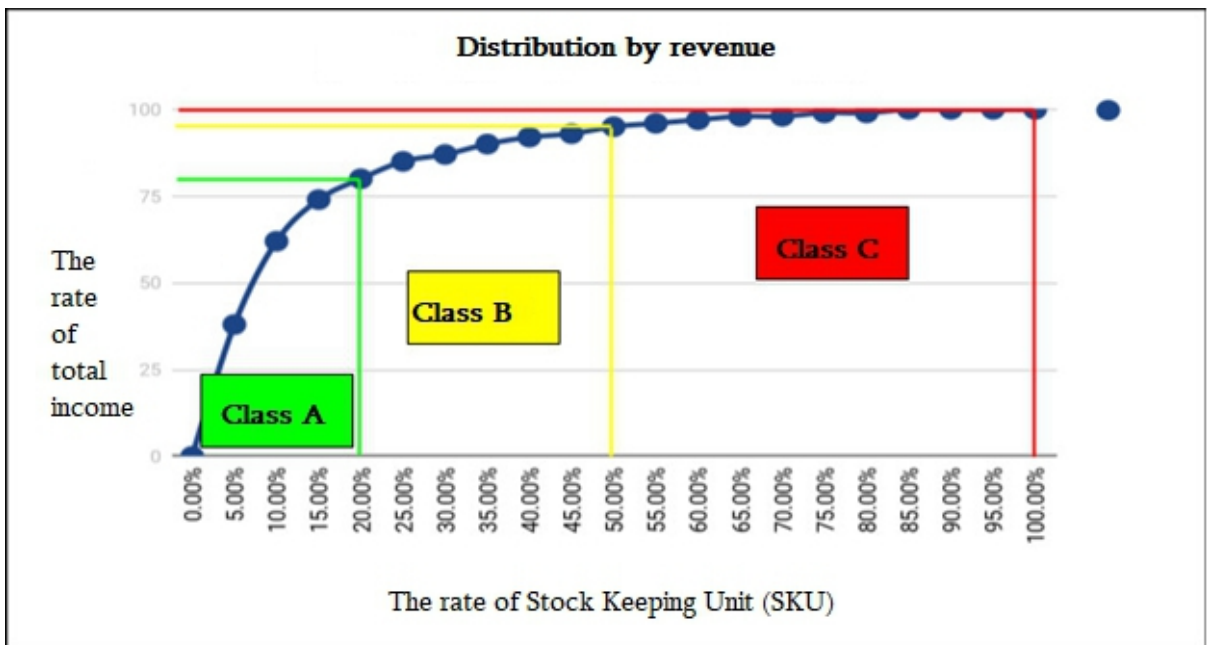 Distribution by revenue
100
75
50
25
0
The
rate
of
total
income
Class A
Class B
Class C
0.00%
5.00%
10.00%
15.00%
20.00%
25.00%
30.00%
35.00%
40.00%
45.00%
50.00%
55.00%
60.00%
65.00%
70.00%
75.00%
80.00%
85.00%
90.00%
95.00%
100.00%
The rate of Stock Keeping Unit (SKU)